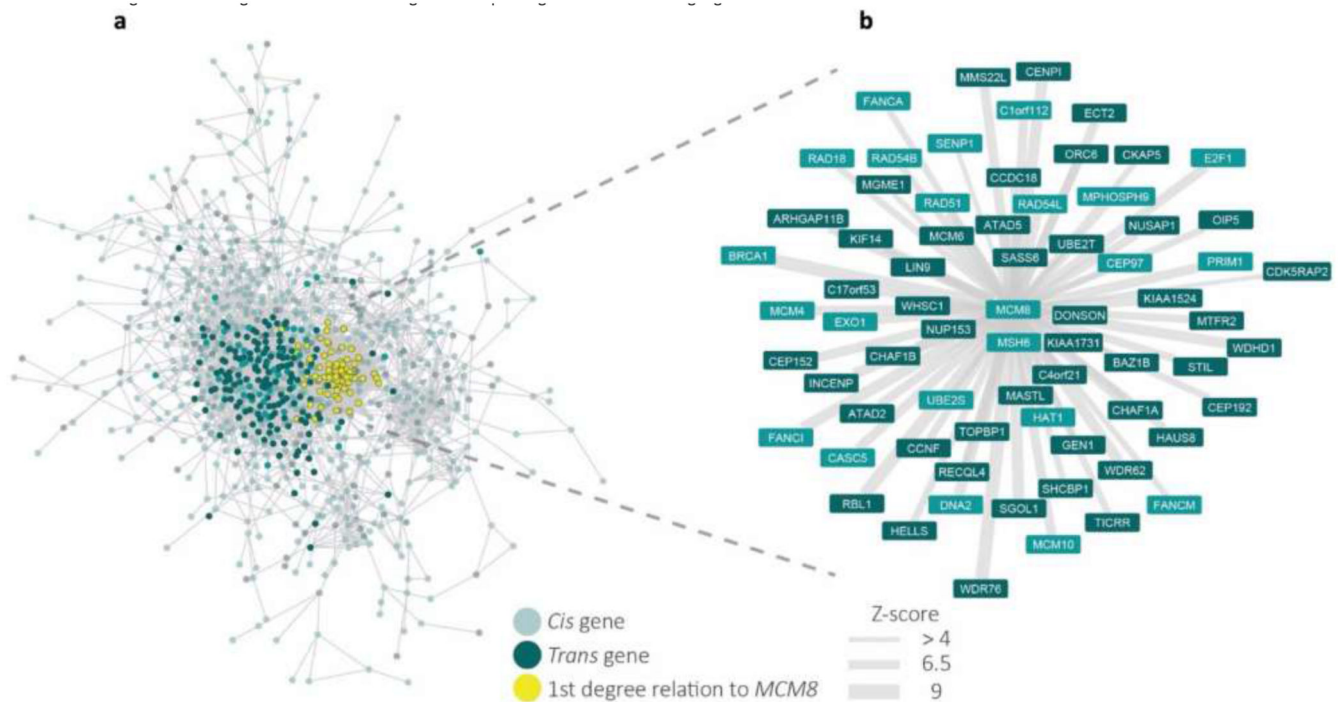 a
b
MMS22L
CENPI
FANCA
C1orf112
ECT2
SENP1
RAD18
RAD54B
ORC6
CKAP5
E2F1
MGME1
CCDC18
RAD51
RAD54L
MPHOSPH9
ARHGAP11B
ATAD5
NUSAP1
OIP5
KIF14
MCM6
UBE2T
BRCA1
SASS6
LIN9
CEP97
PRIM1
CDK5RAP2
C17orf53
WHSC1
MCM8
KIAA1524
MCM4
EXO1
DONSON
MTFR2
NUP153
MSH6
KIAA1731
WDHD1
CEP152
CHAF1B
BAZ1B
STIL
INCENP
C4orf21
UBE2S
MASTL
ATAD2
HAT1
CHAF1A
CEP192
FANCI
TOPBP1
GEN1
HAUS8
CASC5
CCNF
RECQL4
WDR62
RBL1
DNA2
SHCBP1
SGOL1
FANCM
HELLS
TICRR
MCM10
WDR76
Cis gene
Trans gene
1st degree relation to MCM8
Z-score
> 4
6.5
9